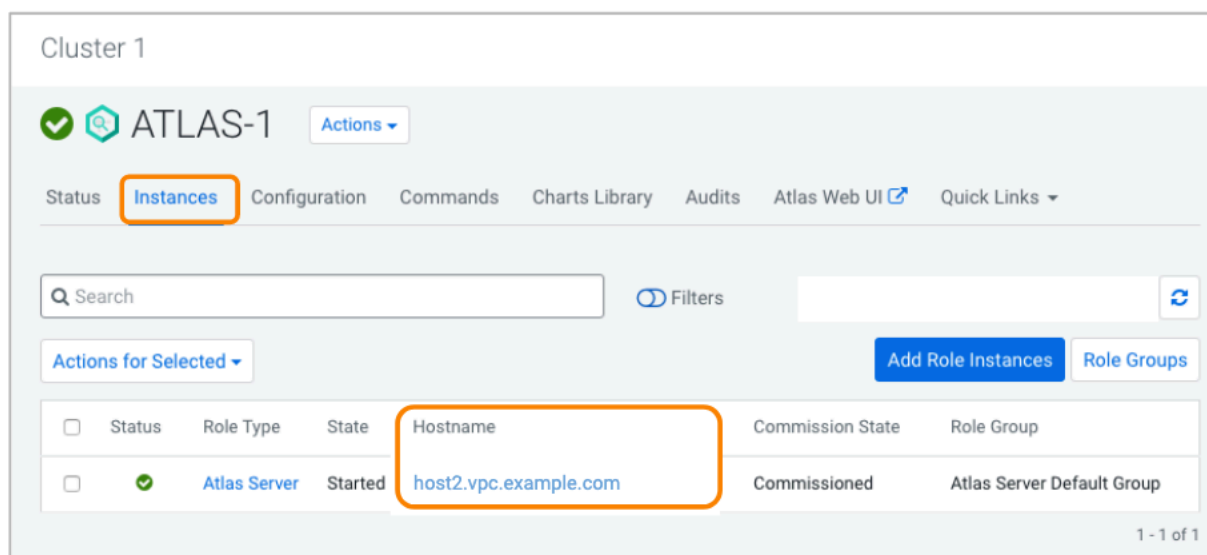 Cluster 1
ATLAS-1 Actions
Status Instances Configuration Commands Charts Library Audits Atlas Web UI Quick Links
Search Filters
Actions for Selected Add Role Instances Role Groups
Status Role Type State Hostname Commission State Role Group
Atlas Server Started host2.vpc.example.com Commissioned Atlas Server Default Group
1 - 1 of 1